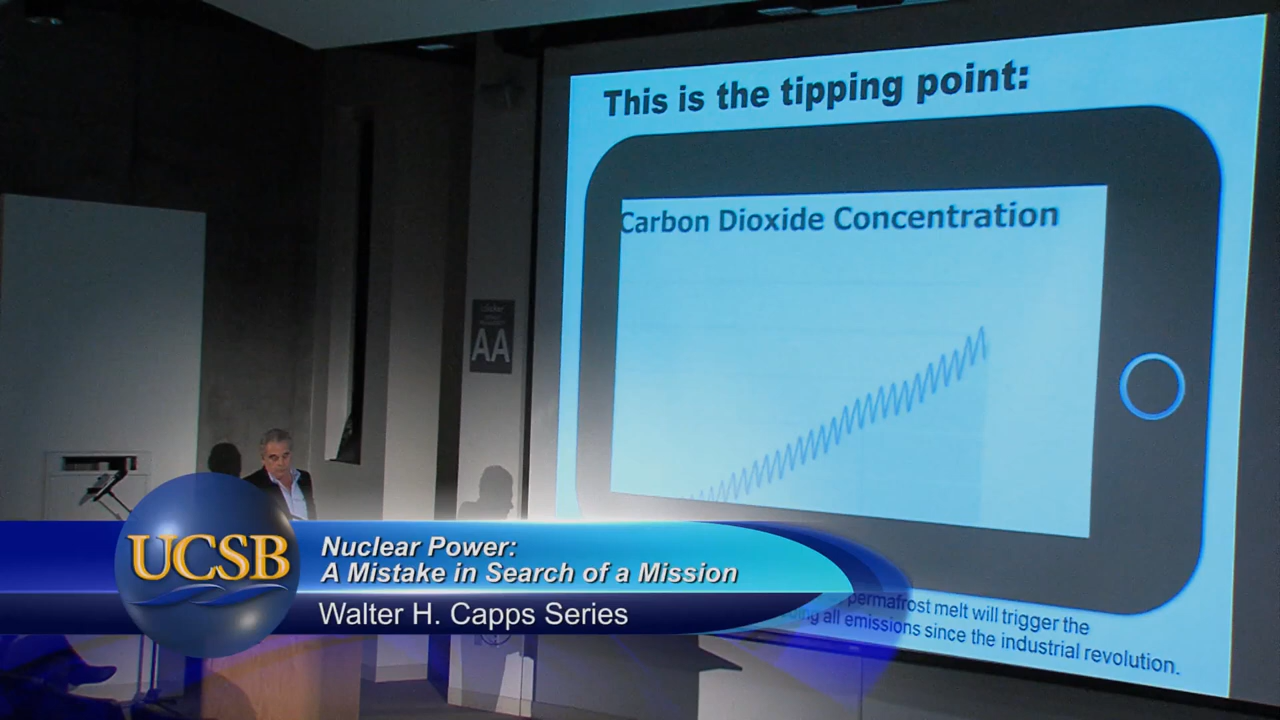 This is the tipping point:
Carbon Dioxide Concentration
AA
UCSB
Nuclear Power:
A Mistake in Search of a Mission
Walter H. Capps Series
permafrost melt will trigger the
all emissions since the industrial revolution.